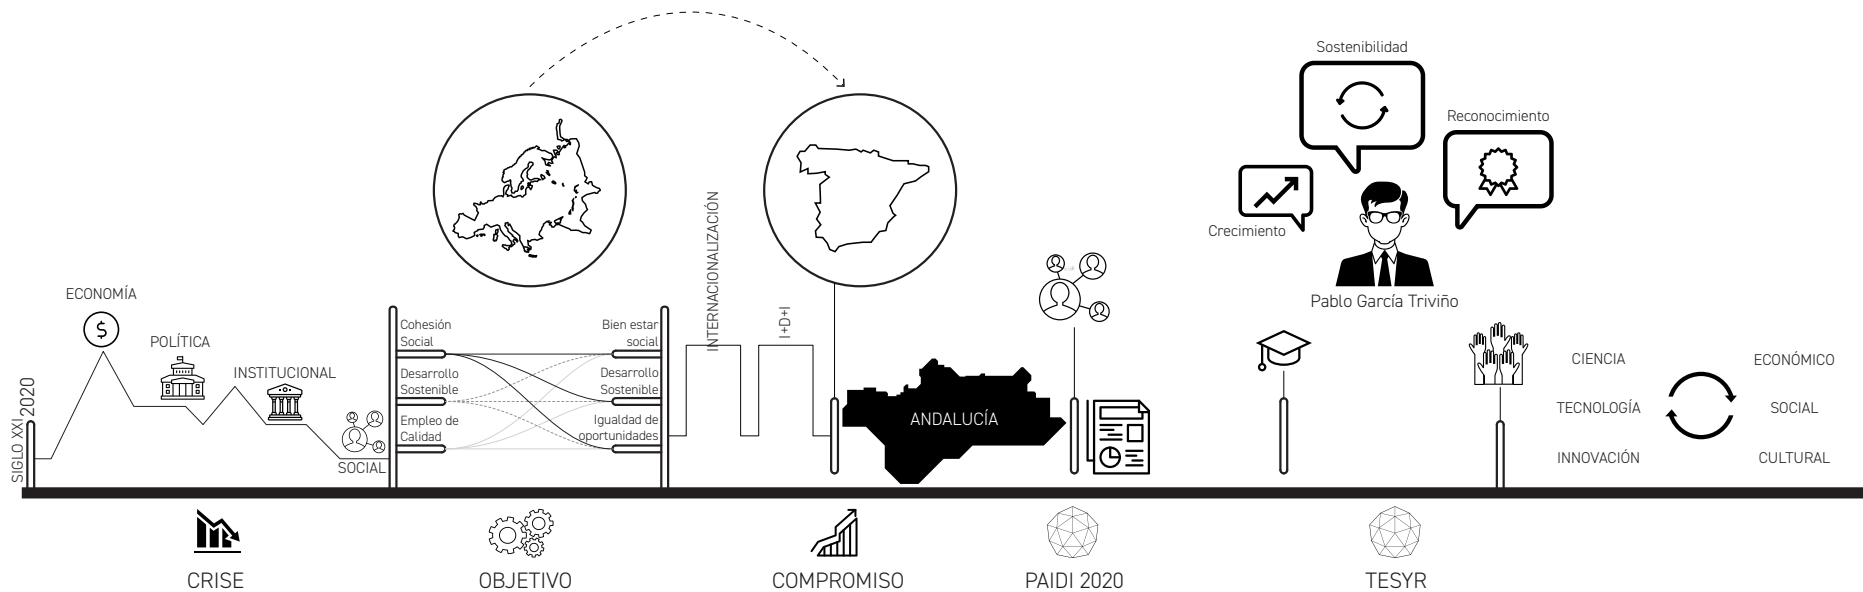 SIGLO XXI
2020
ECONOMÍA
$
POLÍTICA
INSTITUCIONAL
SOCIAL
Cohesión
Social
Desarrollo
Sostenible
Empleo de
Calidad
Bien estar
social
Desarrollo
Sostenible
Igualdad de
oportunidades
INTERNACIONALIZACIÓN
I+D+I
ANDALUCÍA
Sostenibilidad
Reconocimiento
Crecimiento
Pablo García Triviño
CIENCIA
TECNOLOGÍA
INNOVACIÓN
ECONÓMICO
SOCIAL
CULTURAL
CRISE
OBJETIVO
COMPROMISO
PAIDI 2020
TESYR